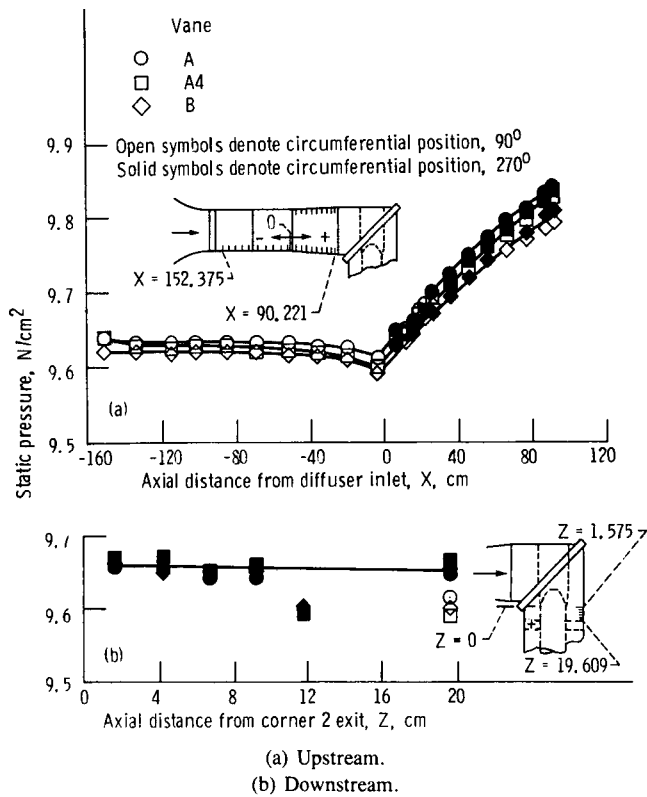 Vane
A
A4
B
Open symbols denote circumferential position, 90°
Solid symbols denote circumferential position, 270°
9.9
9.8
9.7
9.6
9.5
Static pressure, N/cm²
0
- +
X = 152.375
X = 90.221
(a)
-160 -120 -80 -40 0 40 80 120
Axial distance from diffuser inlet, X, cm
9.7
9.6
9.5
(b)
Z = 1.575
+
Z = 0
Z = 19.609
0 4 8 12 16 20
Axial distance from corner 2 exit, Z, cm
(a) Upstream.
(b) Downstream.